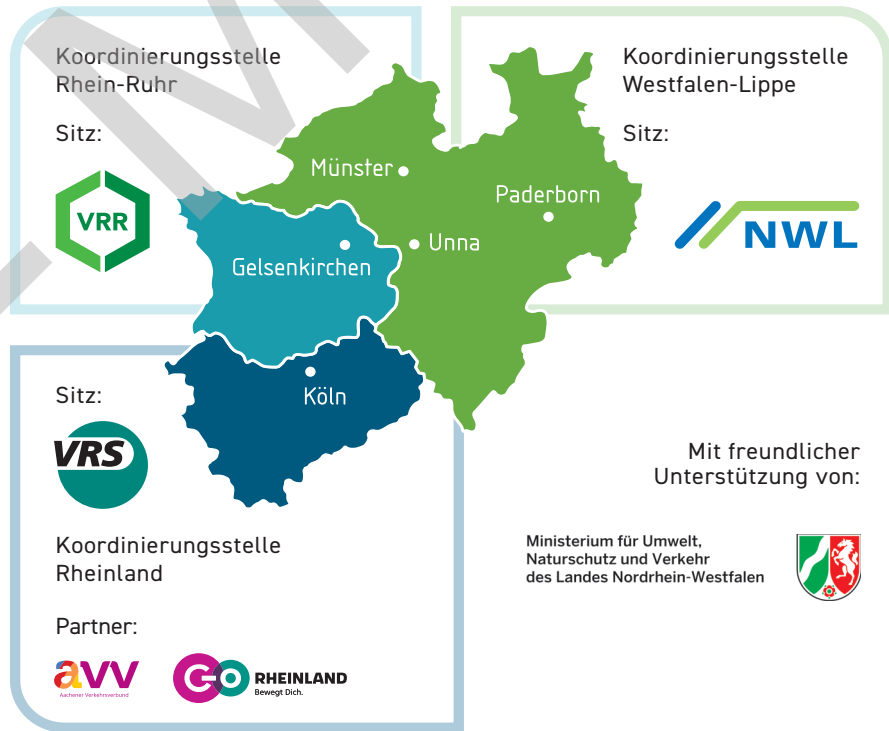 Koordinierungsstelle
Rhein-Ruhr
Sitz:
VRR
Koordinierungsstelle
Westfalen-Lippe
Sitz:
NWL
Münster
Paderborn
Unna
Gelsenkirchen
Köln
Sitz:
VRS
Koordinierungsstelle
Rheinland
Partner:
avv
Aachener Verkehrsverbund
GO RHEINLAND
Bewegt Dich.
Mit freundlicher
Unterstützung von:
Ministerium für Umwelt,
Naturschutz und Verkehr
des Landes Nordrhein-Westfalen